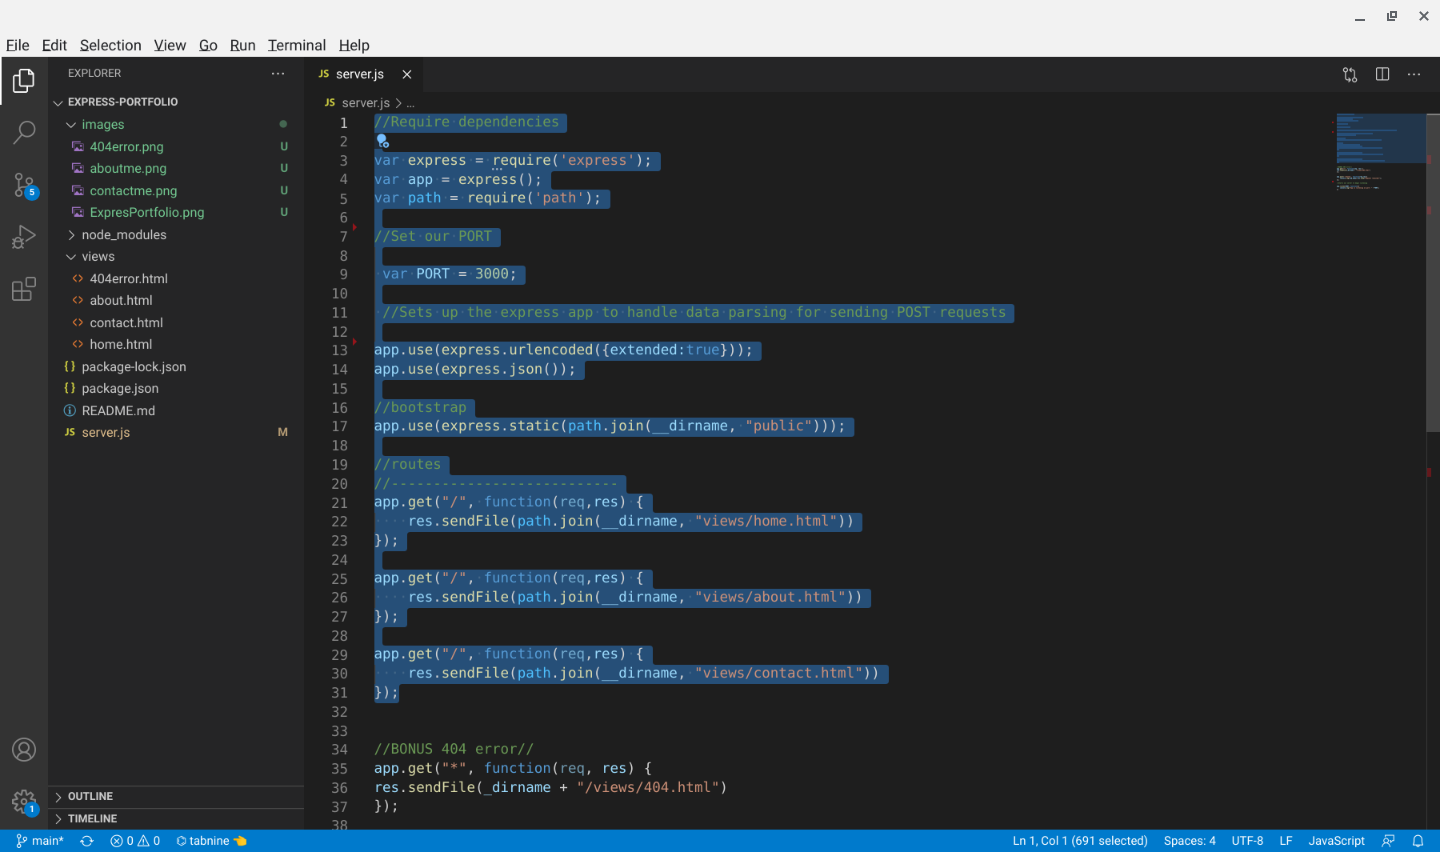 File Edit Selection View Go Run Terminal Help
EXPLORER
EXPRESS-PORTFOLIO
images
404error.png U
aboutme.png U
contactme.png U
ExpresPortfolio.png U
node_modules
views
404error.html
about.html
contact.html
home.html
{} package-lock.json
{} package.json
README.md
JS server.js M
OUTLINE
TIMELINE
5
1
JS server.js
JS server.js > ...
1 //Require dependencies
2
3 var express = require('express');
4 var app = express();
5 var path = require('path');
6
7 //Set our PORT
8
9 var PORT = 3000;
10
11 //Sets up the express app to handle data parsing for sending POST requests
12
13 app.use(express.urlencoded({extended:true}));
14 app.use(express.json());
15
16 //bootstrap
17 app.use(express.static(path.join(__dirname, "public")));
18
19 //routes
20 //---------------------------
21 app.get("/", function(req,res) {
22 res.sendFile(path.join(__dirname, "views/home.html"))
23 });
24
25 app.get("/", function(req,res) {
26 res.sendFile(path.join(__dirname, "views/about.html"))
27 });
28
29 app.get("/", function(req,res) {
30 res.sendFile(path.join(__dirname, "views/contact.html"))
31 });
32
33
34 //BONUS 404 error//
35 app.get("*", function(req, res) {
36 res.sendFile(_dirname + "/views/404.html")
37 });
38
main* 0 0 tabnine Ln 1, Col 1 (691 selected) Spaces: 4 UTF-8 LF JavaScript